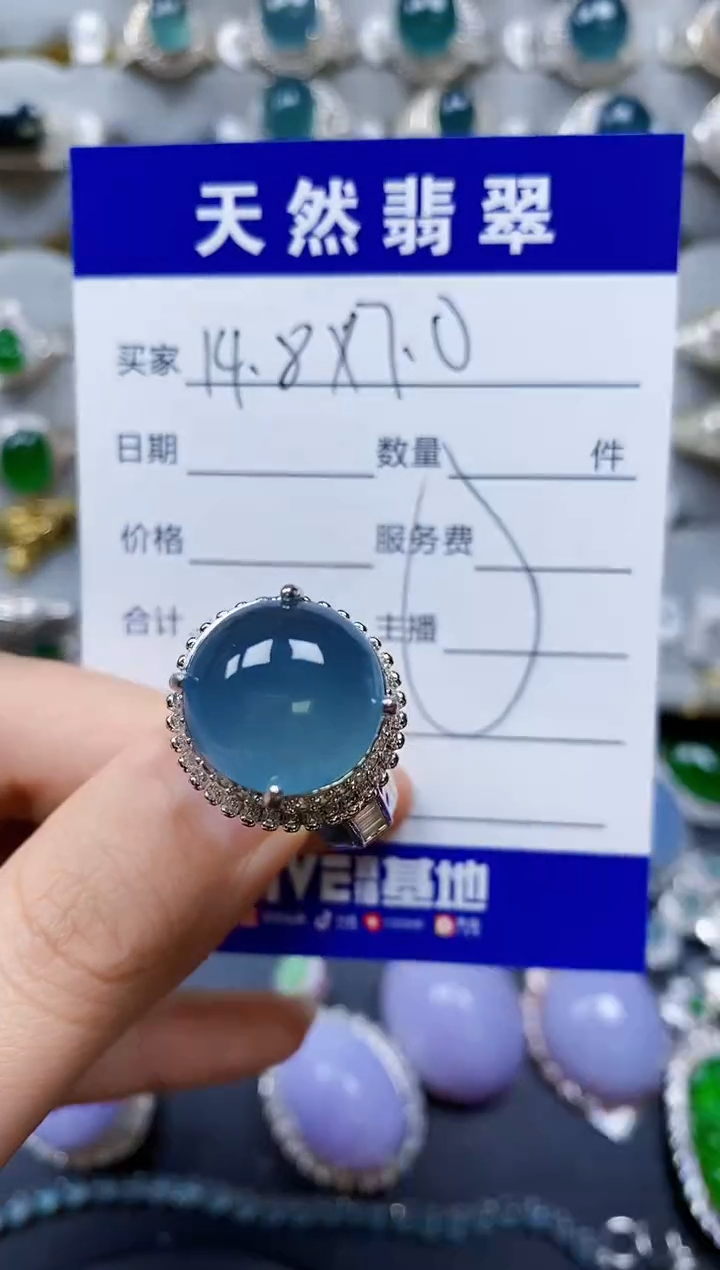 天然翡翠
买家 14.8X7.0
日期 数量 件
价格 服务费
合计 主播
基地